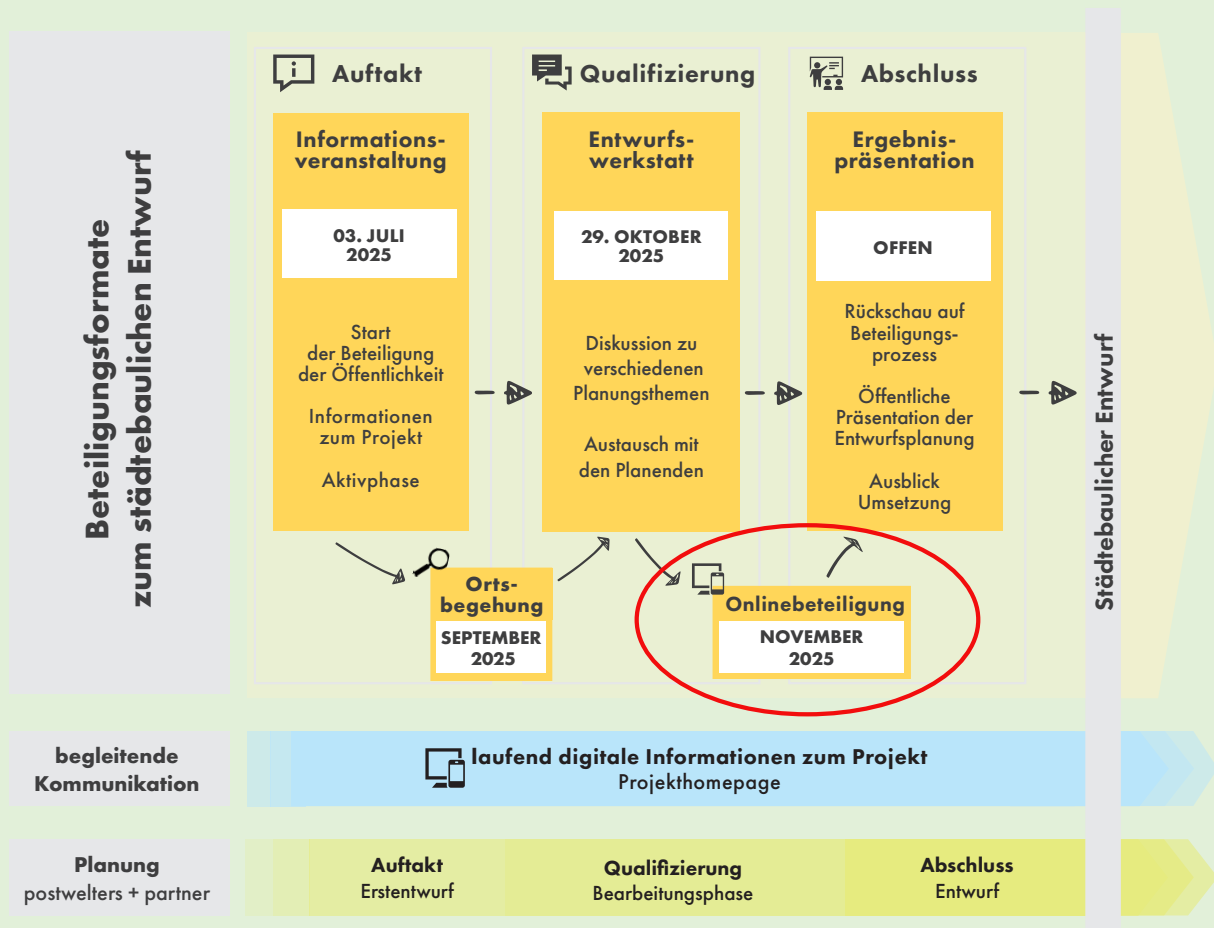 Beteiligungsformate
zum städtebaulichen Entwurf
Auftakt
Informations-
veranstaltung
03. JULI
2025
Start
der Beteiligung
der Öffentlichkeit
Informationen
zum Projekt
Aktivphase
Orts-
begehung
SEPTEMBER
2025
Qualifizierung
Entwurfs-
werkstatt
29. OKTOBER
2025
Diskussion zu
verschiedenen
Planungsthemen
Austausch mit
den Planenden
Onlinebeteiligung
NOVEMBER
2025
Abschluss
Ergebnis-
präsentation
OFFEN
Rückschau auf
Beteiligungs-
prozess
Öffentliche
Präsentation der
Entwurfsplanung
Ausblick
Umsetzung
Städtebaulicher Entwurf
begleitende
Kommunikation
laufend digitale Informationen zum Projekt
Projekthomepage
Planung
postwelters + partner
Auftakt
Erstentwurf
Qualifizierung
Bearbeitungsphase
Abschluss
Entwurf